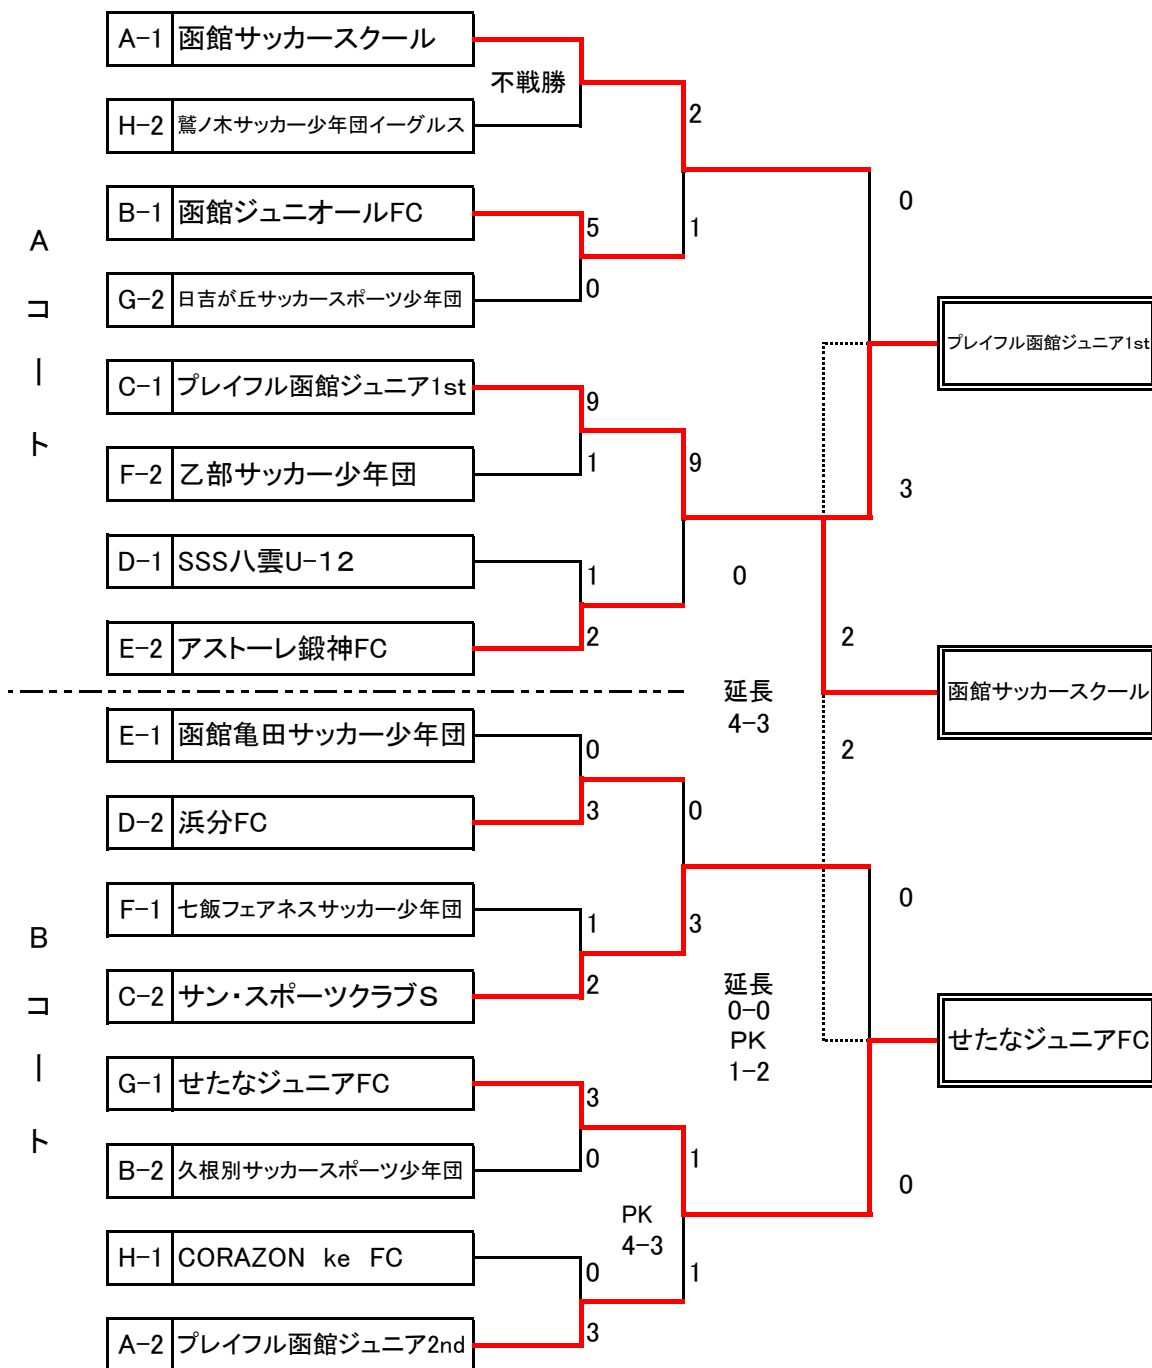 A-1 函館サッカースクール
不戦勝
H-2 鷲ノ木サッカー少年団イーグルス
2
B-1 函館ジュニオールFC
5
1
0
G-2 日吉が丘サッカースポーツ少年団
0
Aコート
プレイフル函館ジュニア1st
C-1 プレイフル函館ジュニア1st
9
F-2 乙部サッカー少年団
1
9
3
D-1 SSS八雲U-12
1
0
E-2 アストーレ鍛神FC
2
2
延長
4-3
函館サッカースクール
E-1 函館亀田サッカー少年団
0
2
D-2 浜分FC
3
0
F-1 七飯フェアネスサッカー少年団
1
3
0
Bコート
C-2 サン・スポーツクラブS
2
延長
0-0
PK
1-2
せたなジュニアFC
G-1 せたなジュニアFC
3
B-2 久根別サッカースポーツ少年団
0
1
0
PK
4-3
H-1 CORAZON ke FC
0
1
A-2 プレイフル函館ジュニア2nd
3